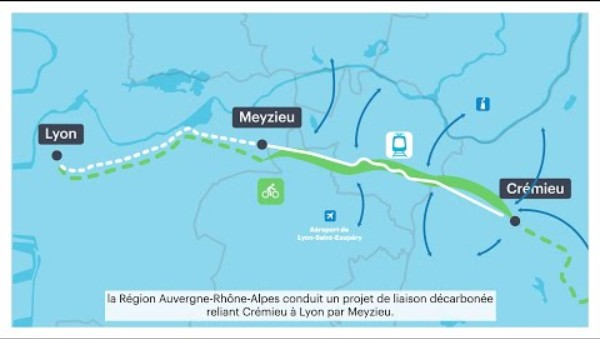 Lyon
Meyzieu
Crémieu
Aéroport de
Lyon-Saint-Exupéry
la Région Auvergne-Rhône-Alpes conduit un projet de liaison décarbonée
reliant Crémieu à Lyon par Meyzieu.